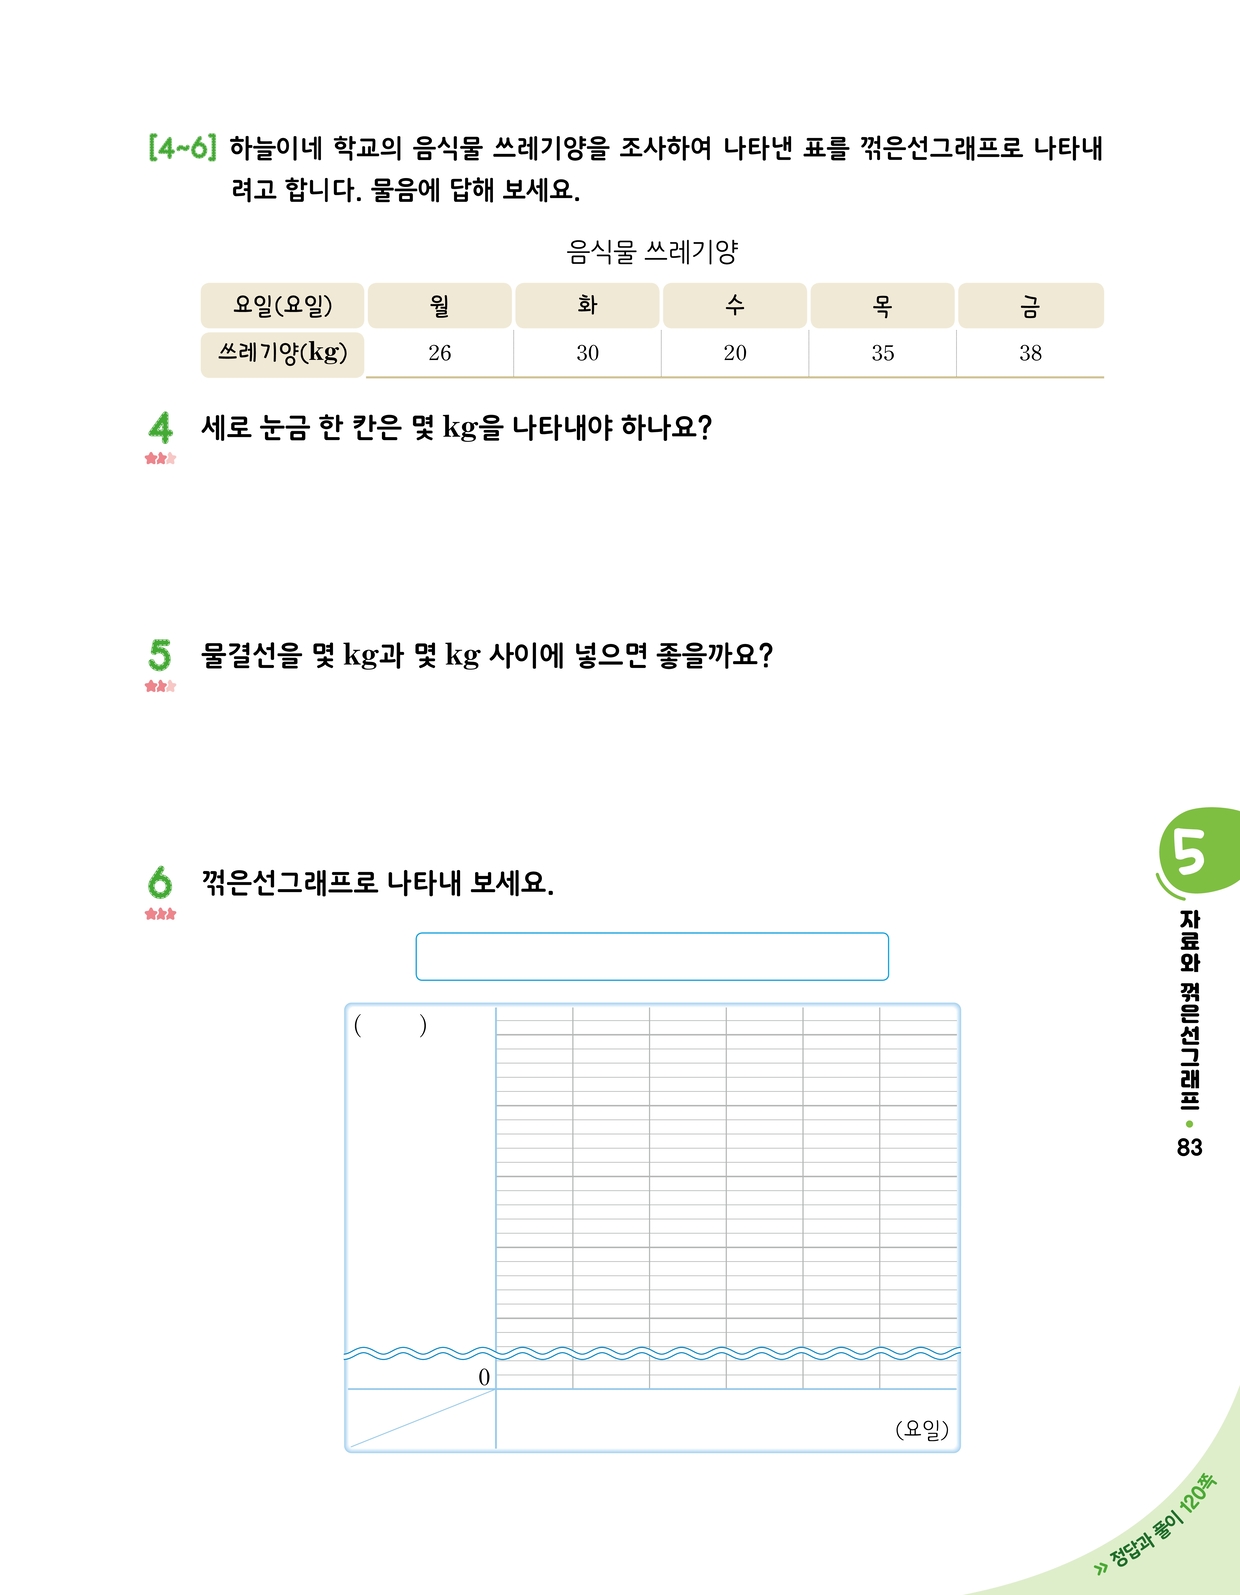 [4~6] 하늘이네 학교의 음식물 쓰레기양을 조사하여 나타낸 표를 꺾은선그래프로 나타내
려고 합니다. 물음에 답해 보세요.
음식물 쓰레기양
요일(요일) 월 화 수 목 금
쓰레기양(kg) 26 30 20 35 38
4 세로 눈금 한 칸은 몇 kg을 나타내야 하나요?
5 물결선을 몇 kg과 몇 kg 사이에 넣으면 좋을까요?
6 꺾은선그래프로 나타내 보세요.
( )
0
(요일)
5
자료와 꺾은선그래프 • 83
» 정답과 풀이 120쪽